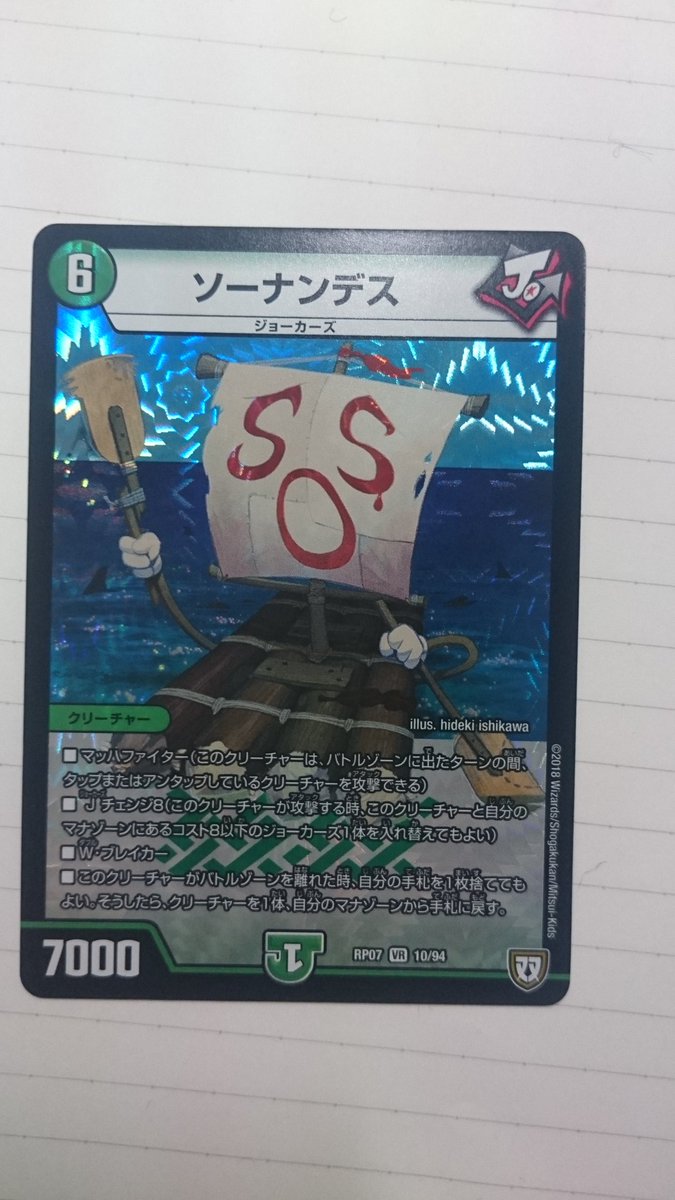 6
ソーナンデス
J
ジョーカーズ
SOS
クリーチャー
illus. hideki ishikawa
■マッハファイター(このクリーチャーは、バトルゾーンに出たターンの間、
タップまたはアンタップしているクリーチャーを攻撃できる)
■Jチェンジ8(このクリーチャーが攻撃する時、このクリーチャーと自分の
マナゾーンにあるコスト8以下のジョーカーズ1体を入れ替えてもよい)
■W・ブレイカー
■このクリーチャーがバトルゾーンを離れた時、自分の手札を1枚捨てても
よい。そうしたら、クリーチャーを1体、自分のマナゾーンから手札に戻す。
©2018 Wizards/Shogakukan/Mitsui-Kids
7000
RP07 VR 10/94